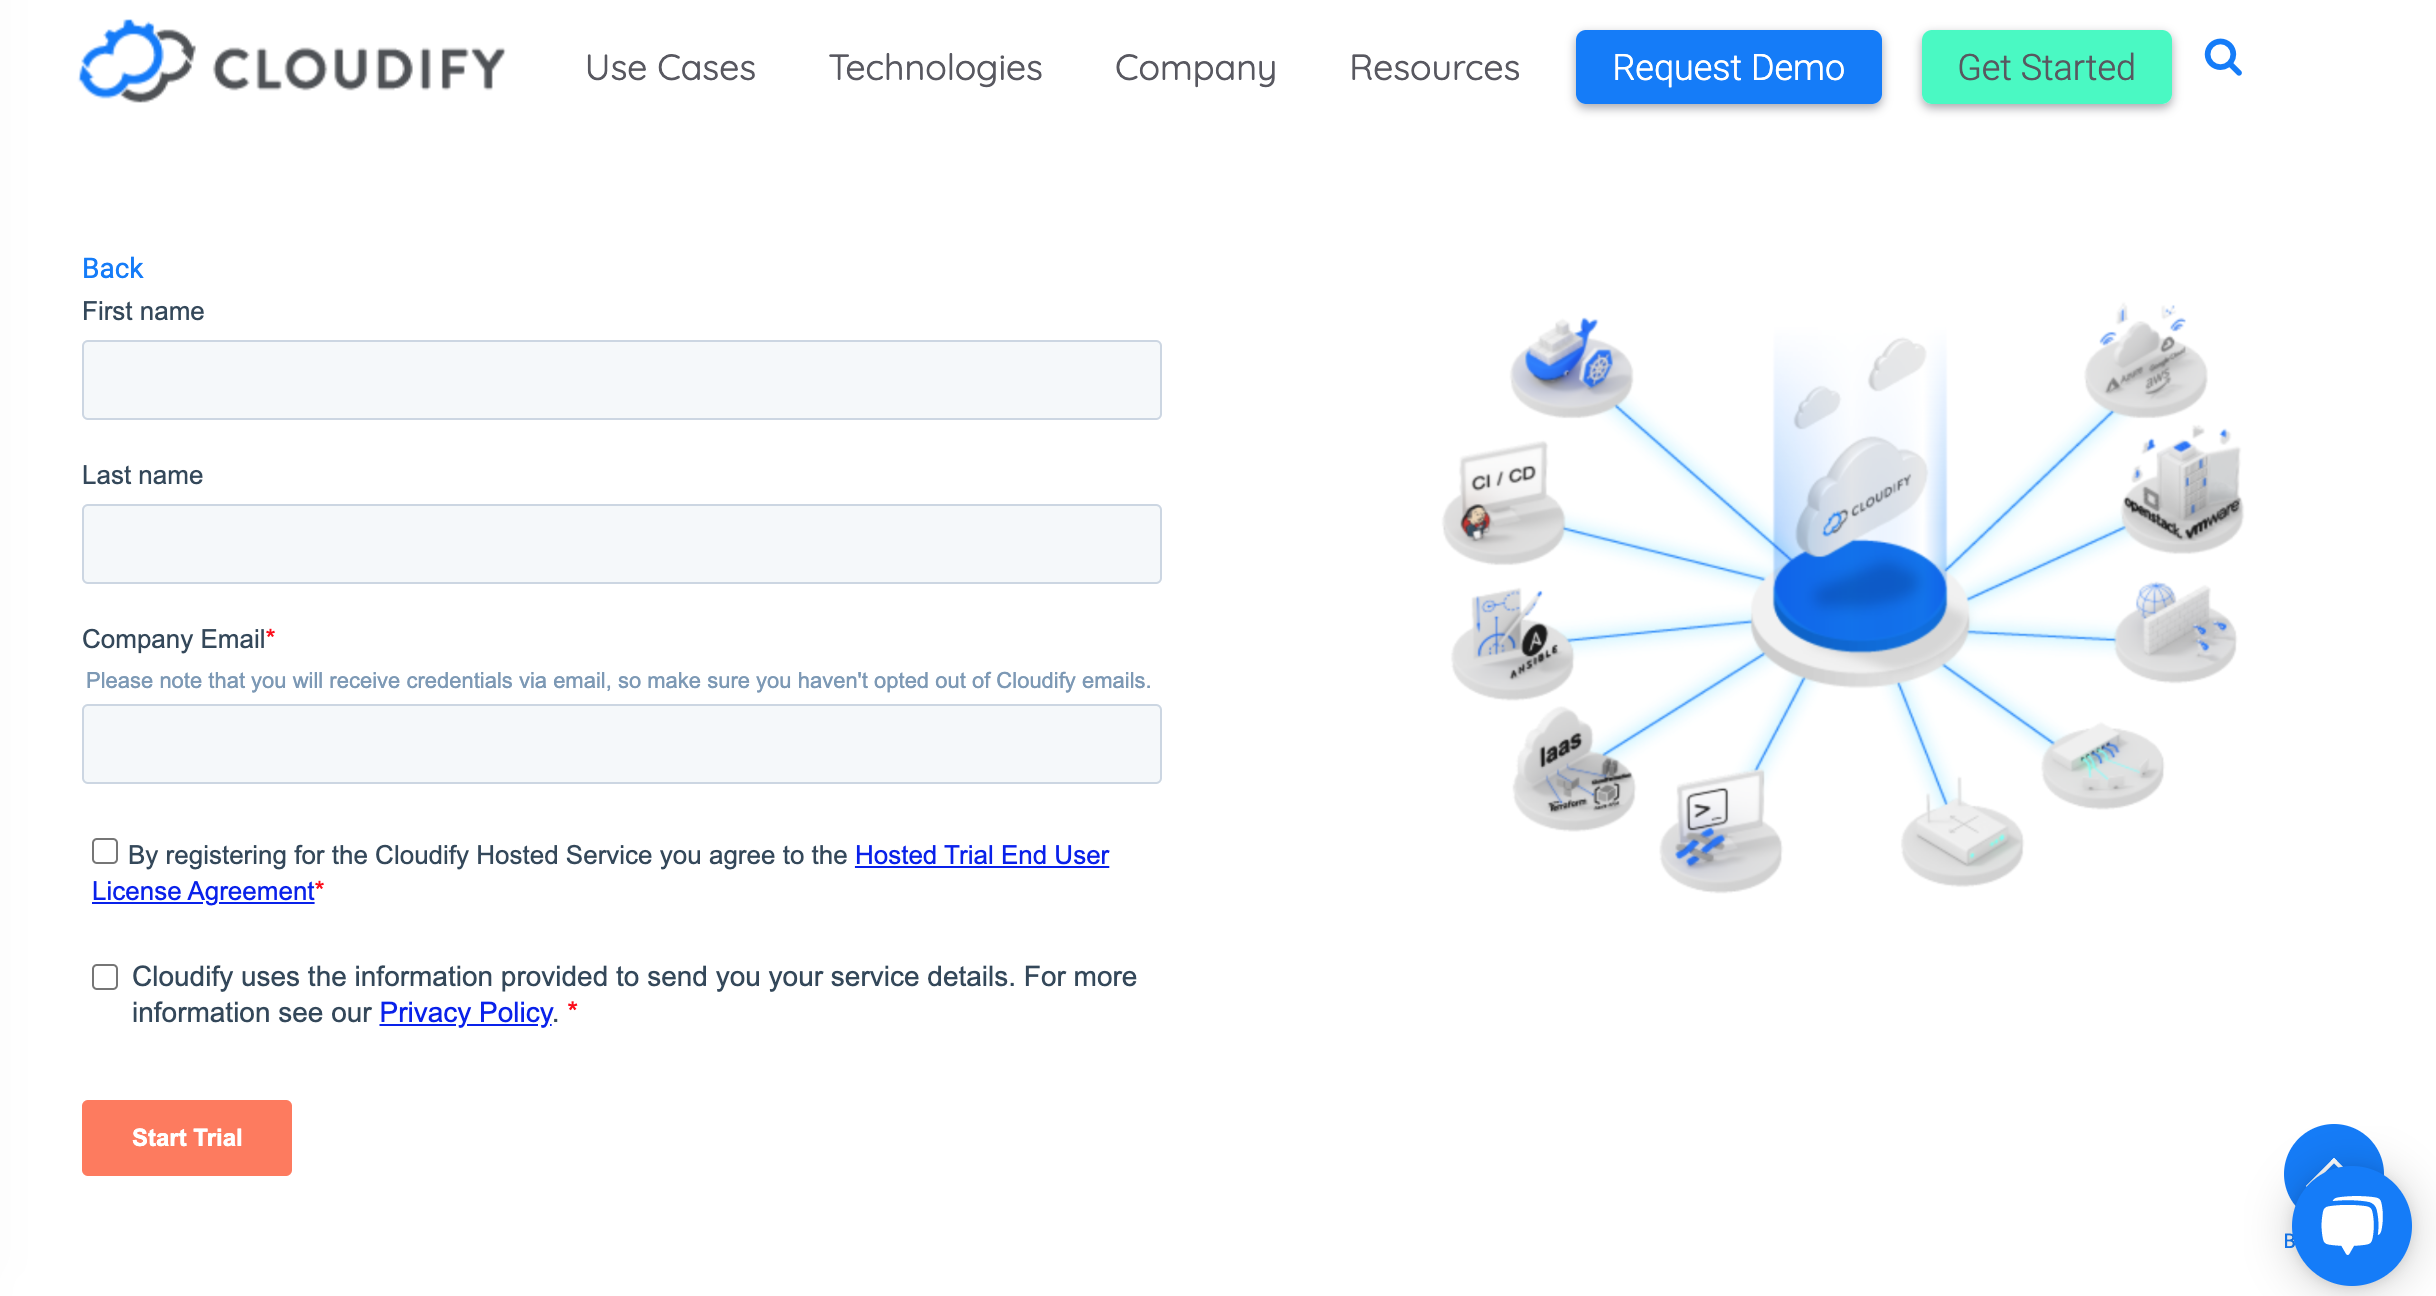 CLOUDIFY
Use Cases
Technologies
Company
Resources
Request Demo
Get Started
Back
First name
Last name
Company Email*
Please note that you will receive credentials via email, so make sure you haven't opted out of Cloudify emails.
By registering for the Cloudify Hosted Service you agree to the Hosted Trial End User
License Agreement*
Cloudify uses the information provided to send you your service details. For more
information see our Privacy Policy. *
Start Trial
CLOUDIFY
CI / CD
ANSIBLE
Iaas
Terraform
>_
Azure
Google Cloud
aws
openstack.
vmware
B